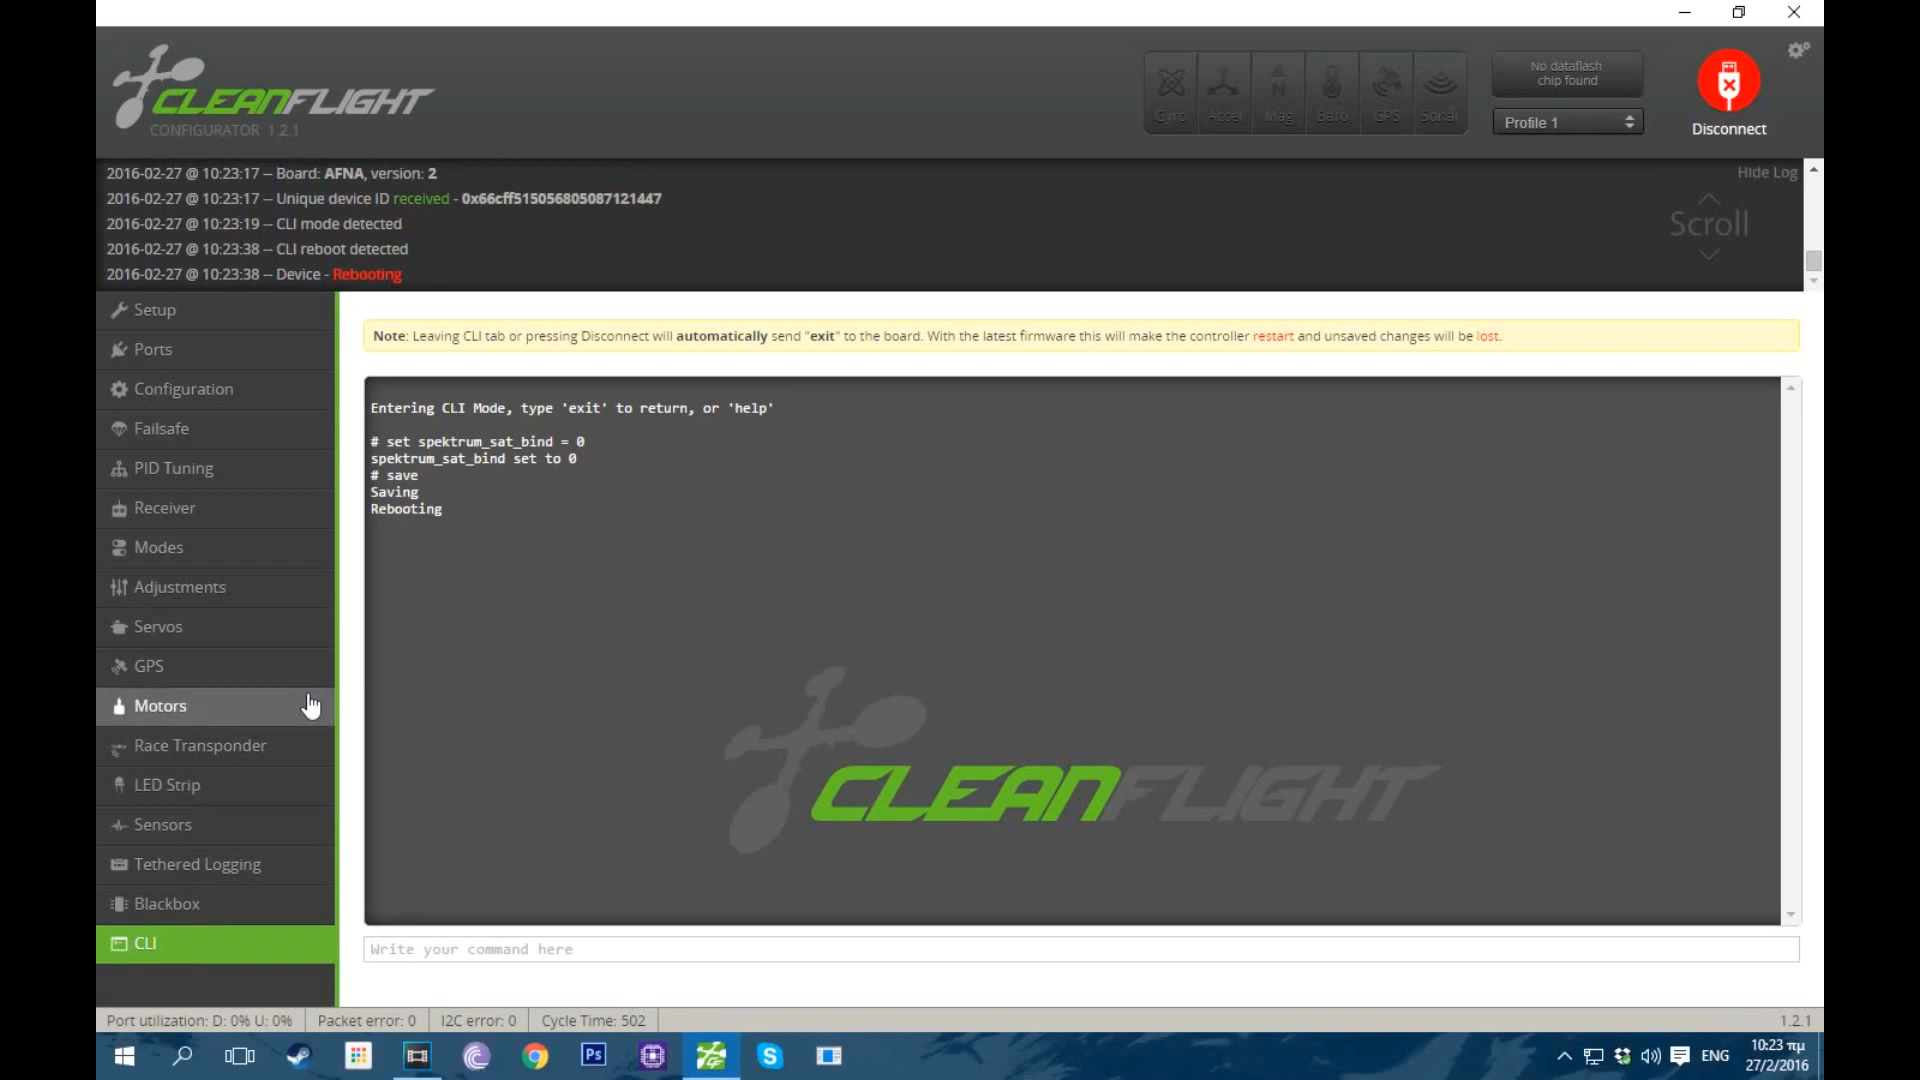 CLEANFLIGHT
CONFIGURATOR 1.2.1
Gyro Accel Mag Baro GPS Sonar
No dataflash
chip found
Profile 1
Disconnect
2016-02-27 @ 10:23:17 -- Board: AFNA, version: 2
2016-02-27 @ 10:23:17 -- Unique device ID received - 0x66cff515056805087121447
2016-02-27 @ 10:23:19 -- CLI mode detected
2016-02-27 @ 10:23:38 -- CLI reboot detected
2016-02-27 @ 10:23:38 -- Device - Rebooting
Hide Log
Scroll
Setup
Ports
Configuration
Failsafe
PID Tuning
Receiver
Modes
Adjustments
Servos
GPS
Motors
Race Transponder
LED Strip
Sensors
Tethered Logging
Blackbox
CLI
Note: Leaving CLI tab or pressing Disconnect will automatically send "exit" to the board. With the latest firmware this will make the controller restart and unsaved changes will be lost.
Entering CLI Mode, type 'exit' to return, or 'help'
# set spektrum_sat_bind = 0
spektrum_sat_bind set to 0
# save
Saving
Rebooting
CLEANFLIGHT
Write your command here
Port utilization: D: 0% U: 0%
Packet error: 0
I2C error: 0
Cycle Time: 502
1.2.1
Ps
ENG
10:23 πμ
27/2/2016